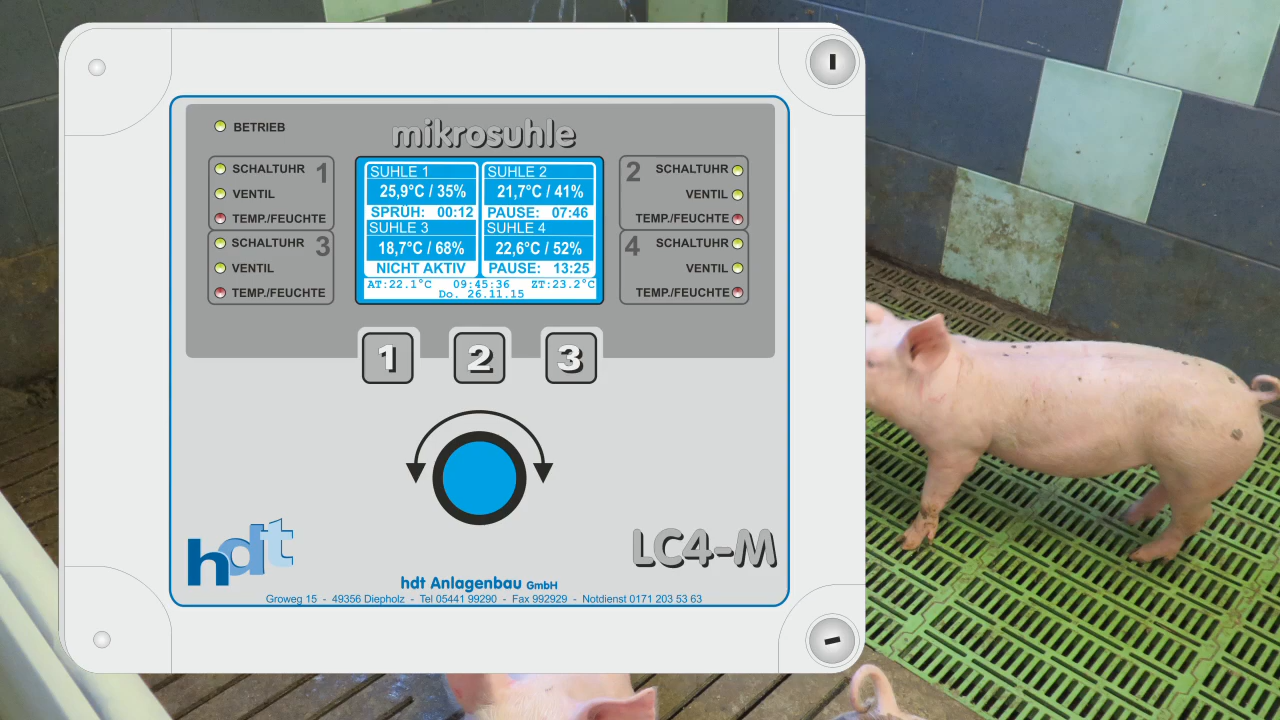 BETRIEB
mikrosuhle
SCHALTUHR 1
VENTIL
TEMP./FEUCHTE
SCHALTUHR 3
VENTIL
TEMP./FEUCHTE
SUHLE 1
25,9°C / 35%
SPRÜH: 00:12
SUHLE 2
21,7°C / 41%
PAUSE: 07:46
SUHLE 3
18,7°C / 68%
NICHT AKTIV
SUHLE 4
22,6°C / 52%
PAUSE: 13:25
AT:22.1°C 09:45:36 ZT:23.2°C
Do. 26.11.15
2 SCHALTUHR
VENTIL
TEMP./FEUCHTE
4 SCHALTUHR
VENTIL
TEMP./FEUCHTE
1 2 3
hdt
LC4-M
hdt Anlagenbau GmbH
Groweg 15 - 49356 Diepholz - Tel 05441 99290 - Fax 992929 - Notdienst 0171 203 53 63